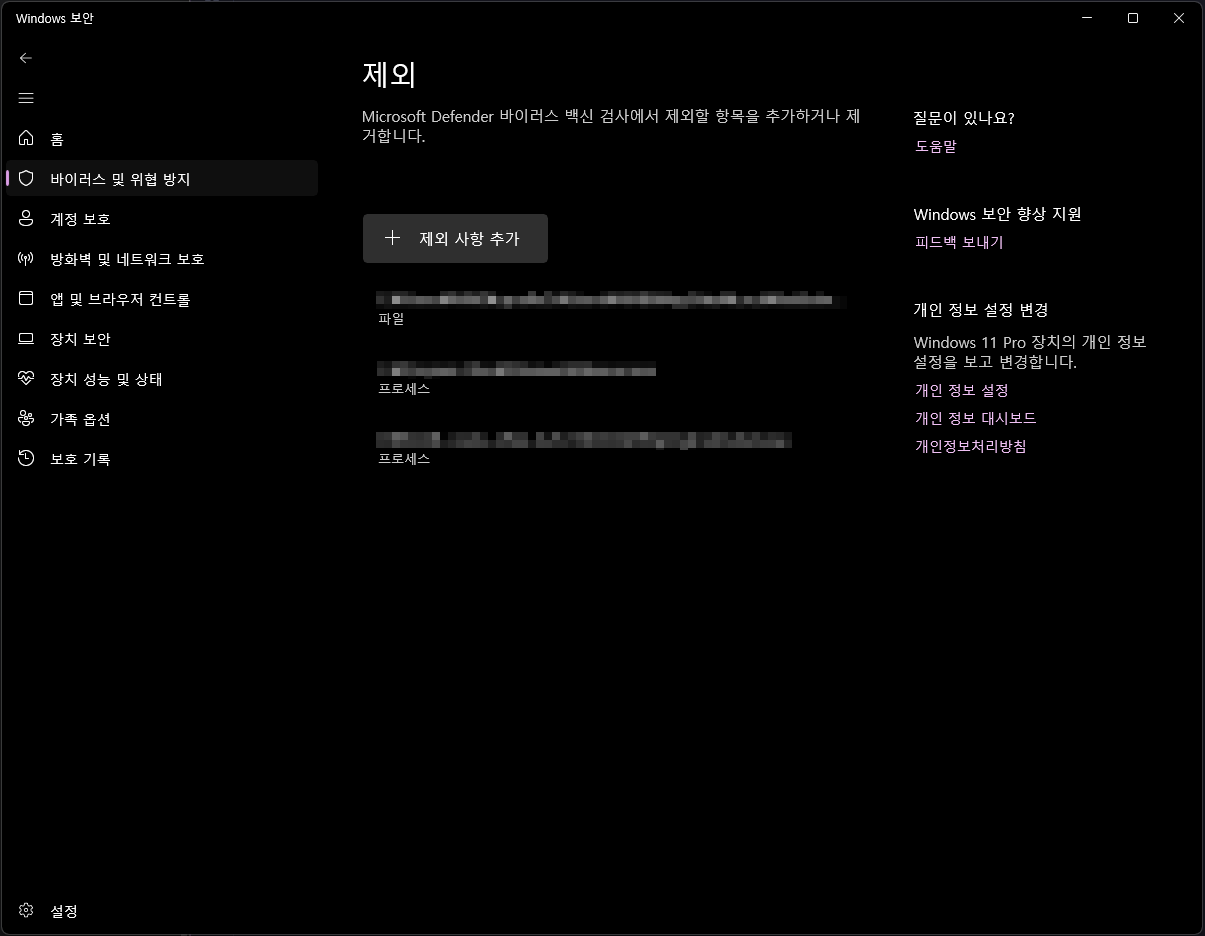 Windows 보안
홈
바이러스 및 위협 방지
계정 보호
방화벽 및 네트워크 보호
앱 및 브라우저 컨트롤
장치 보안
장치 성능 및 상태
가족 옵션
보호 기록
설정
제외
Microsoft Defender 바이러스 백신 검사에서 제외할 항목을 추가하거나 제
거합니다.
제외 사항 추가
파일
프로세스
프로세스
질문이 있나요?
도움말
Windows 보안 향상 지원
피드백 보내기
개인 정보 설정 변경
Windows 11 Pro 장치의 개인 정보
설정을 보고 변경합니다.
개인 정보 설정
개인 정보 대시보드
개인정보처리방침